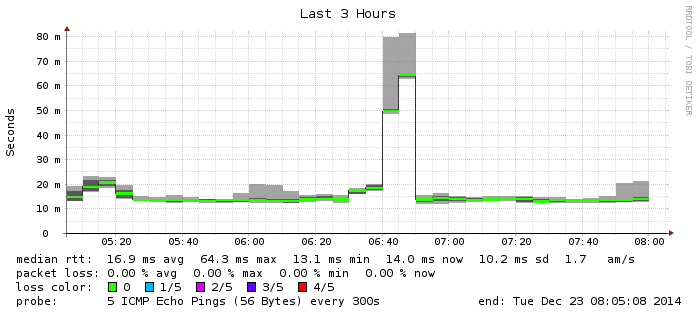 Last 3 Hours
RRDTOOL / TOBI OETIKER
Seconds
80 m
70 m
60 m
50 m
40 m
30 m
20 m
10 m
0
05:20 05:40 06:00 06:20 06:40 07:00 07:20 07:40 08:00
median rtt: 16.9 ms avg 64.3 ms max 13.1 ms min 14.0 ms now 10.2 ms sd 1.7 am/s
packet loss: 0.00 % avg 0.00 % max 0.00 % min 0.00 % now
loss color: 0 1/5 2/5 3/5 4/5
probe: 5 ICMP Echo Pings (56 Bytes) every 300s end: Tue Dec 23 08:05:08 2014